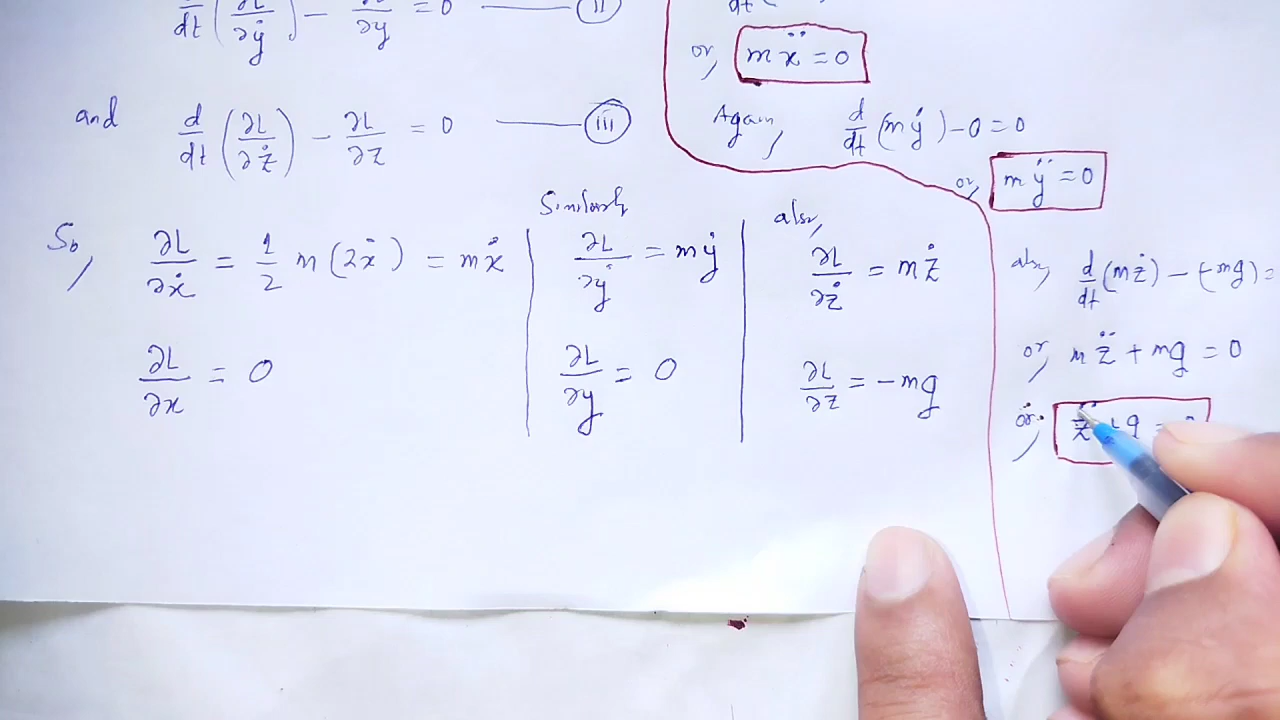 d/dt (∂L/∂ẏ) − ∂L/∂y = 0 —— (ii)
and d/dt (∂L/∂ż) − ∂L/∂z = 0 —— (iii)
So, ∂L/∂ẋ = 1/2 m (2ẋ) = mẋ
∂L/∂x = 0
Similarly
∂L/∂ẏ = mẏ
∂L/∂y = 0
also,
∂L/∂ż = mż
∂L/∂z = −mg
d/dt (
or, mẍ = 0
Again, d/dt (mẏ) − 0 = 0
or, mÿ = 0
also, d/dt (mż) − (−mg) =
or, m z̈ + mg = 0
or, z̈ + g =